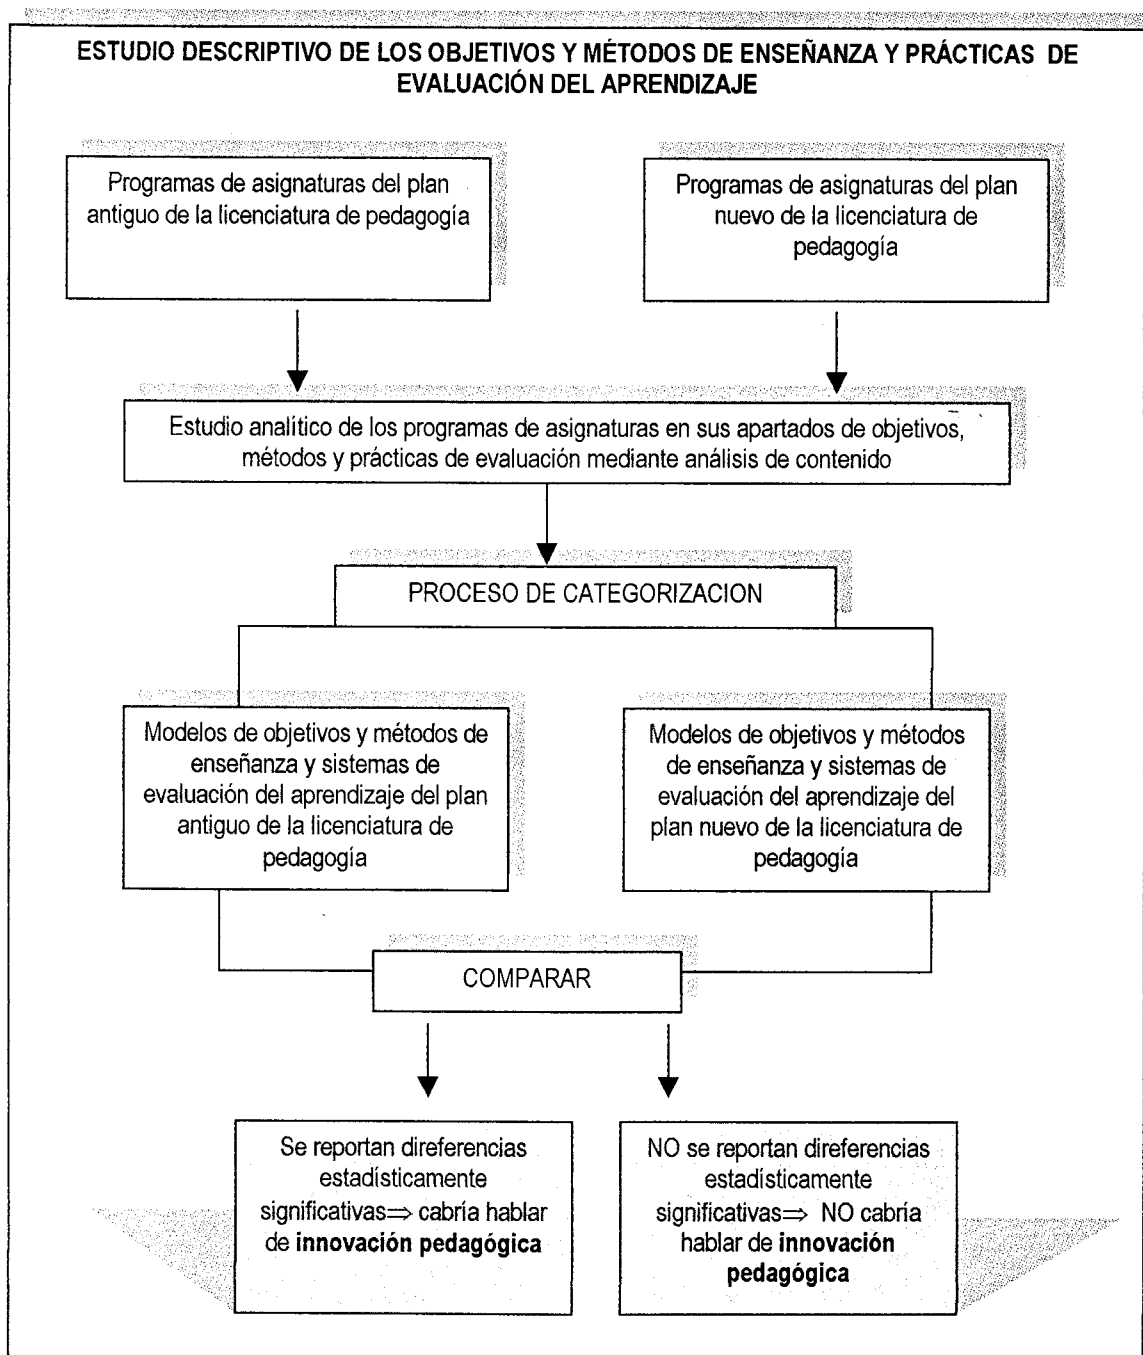 ESTUDIO DESCRIPTIVO DE LOS OBJETIVOS Y MÉTODOS DE ENSEÑANZA Y PRÁCTICAS DE
EVALUACIÓN DEL APRENDIZAJE
Programas de asignaturas del plan
antiguo de la licenciatura de pedagogía
Programas de asignaturas del plan
nuevo de la licenciatura de
pedagogía
Estudio analítico de los programas de asignaturas en sus apartados de objetivos,
métodos y prácticas de evaluación mediante análisis de contenido
PROCESO DE CATEGORIZACION
Modelos de objetivos y métodos de
enseñanza y sistemas de
evaluación del aprendizaje del plan
antiguo de la licenciatura de
pedagogía
Modelos de objetivos y métodos
de enseñanza y sistemas de
evaluación del aprendizaje del
plan nuevo de la licenciatura de
pedagogía
COMPARAR
Se reportan direferencias
estadísticamente
significativas⇒ cabría hablar
de innovación pedagógica
NO se reportan direferencias
estadísticamente
significativas⇒ NO cabría
hablar de innovación
pedagógica